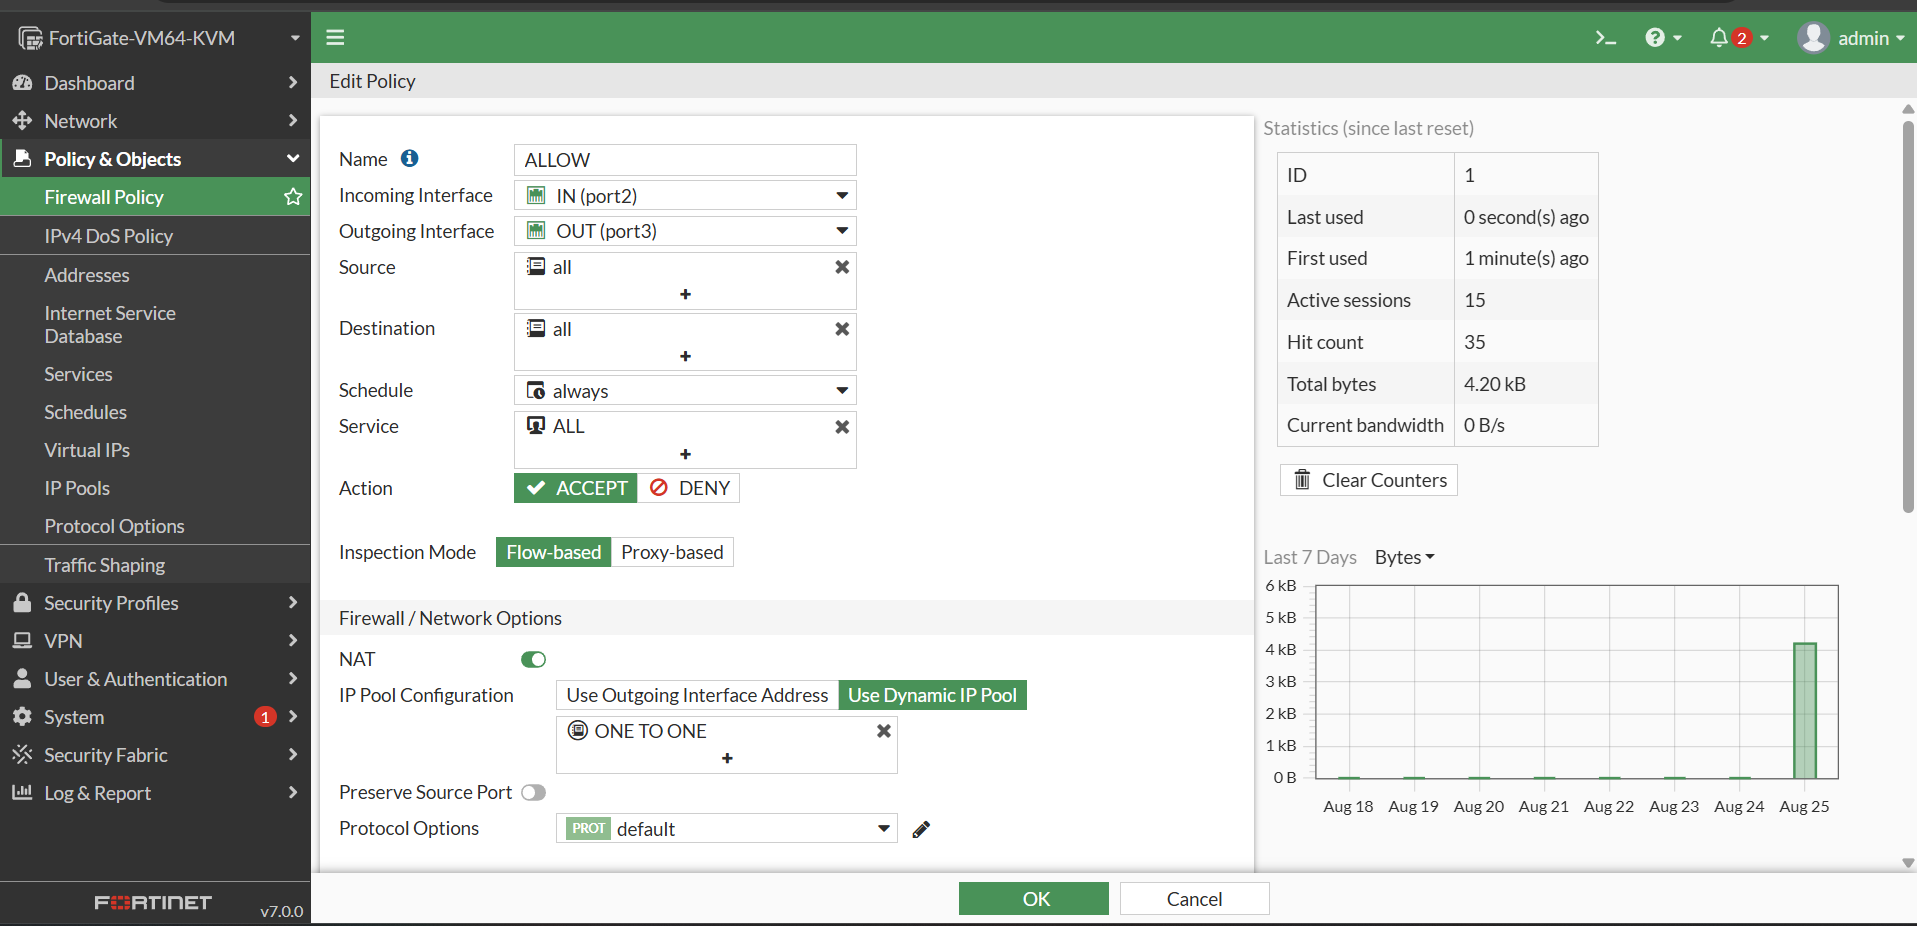 FortiGate-VM64-KVM
2
admin
Dashboard
Network
Policy & Objects
Firewall Policy
IPv4 DoS Policy
Addresses
Internet Service
Database
Services
Schedules
Virtual IPs
IP Pools
Protocol Options
Traffic Shaping
Security Profiles
VPN
User & Authentication
System 1
Security Fabric
Log & Report
FORTINET
v7.0.0
Edit Policy
Name ALLOW
Incoming Interface IN (port2)
Outgoing Interface OUT (port3)
Source all
+
Destination all
+
Schedule always
Service ALL
+
Action ACCEPT DENY
Inspection Mode Flow-based Proxy-based
Firewall / Network Options
NAT
IP Pool Configuration Use Outgoing Interface Address Use Dynamic IP Pool
ONE TO ONE
+
Preserve Source Port
Protocol Options PROT default
OK Cancel
Statistics (since last reset)
ID 1
Last used 0 second(s) ago
First used 1 minute(s) ago
Active sessions 15
Hit count 35
Total bytes 4.20 kB
Current bandwidth 0 B/s
Clear Counters
Last 7 Days Bytes
6 kB
5 kB
4 kB
3 kB
2 kB
1 kB
0 B
Aug 18 Aug 19 Aug 20 Aug 21 Aug 22 Aug 23 Aug 24 Aug 25